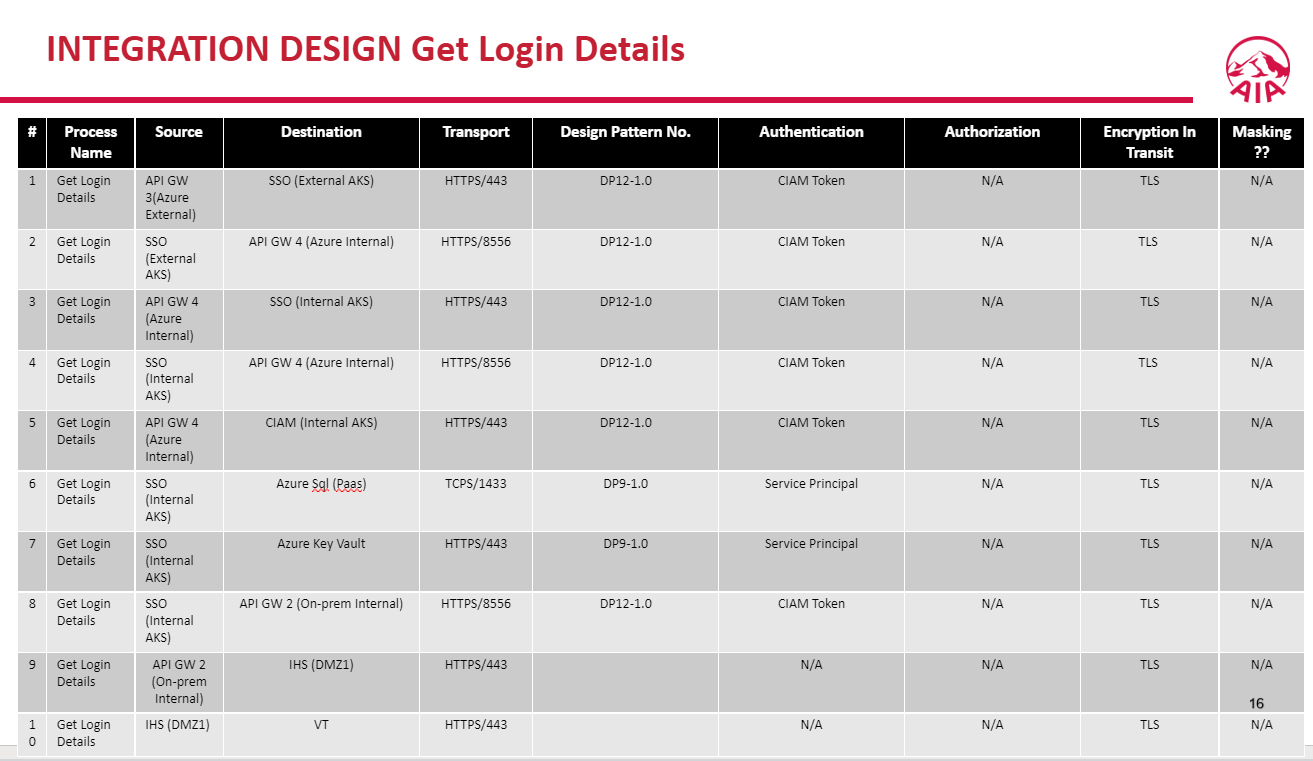 INTEGRATION DESIGN Get Login Details
AIA
# Process Name Source Destination Transport Design Pattern No. Authentication Authorization Encryption In Transit Masking ??
1 Get Login Details API GW 3(Azure External) SSO (External AKS) HTTPS/443 DP12-1.0 CIAM Token N/A TLS N/A
2 Get Login Details SSO (External AKS) API GW 4 (Azure Internal) HTTPS/8556 DP12-1.0 CIAM Token N/A TLS N/A
3 Get Login Details API GW 4 (Azure Internal) SSO (Internal AKS) HTTPS/443 DP12-1.0 CIAM Token N/A TLS N/A
4 Get Login Details SSO (Internal AKS) API GW 4 (Azure Internal) HTTPS/8556 DP12-1.0 CIAM Token N/A TLS N/A
5 Get Login Details API GW 4 (Azure Internal) CIAM (Internal AKS) HTTPS/443 DP12-1.0 CIAM Token N/A TLS N/A
6 Get Login Details SSO (Internal AKS) Azure Sql (Paas) TCPS/1433 DP9-1.0 Service Principal N/A TLS N/A
7 Get Login Details SSO (Internal AKS) Azure Key Vault HTTPS/443 DP9-1.0 Service Principal N/A TLS N/A
8 Get Login Details SSO (Internal AKS) API GW 2 (On-prem Internal) HTTPS/8556 DP12-1.0 CIAM Token N/A TLS N/A
9 Get Login Details API GW 2 (On-prem Internal) IHS (DMZ1) HTTPS/443 N/A N/A TLS N/A
16
10 Get Login Details IHS (DMZ1) VT HTTPS/443 N/A N/A TLS N/A